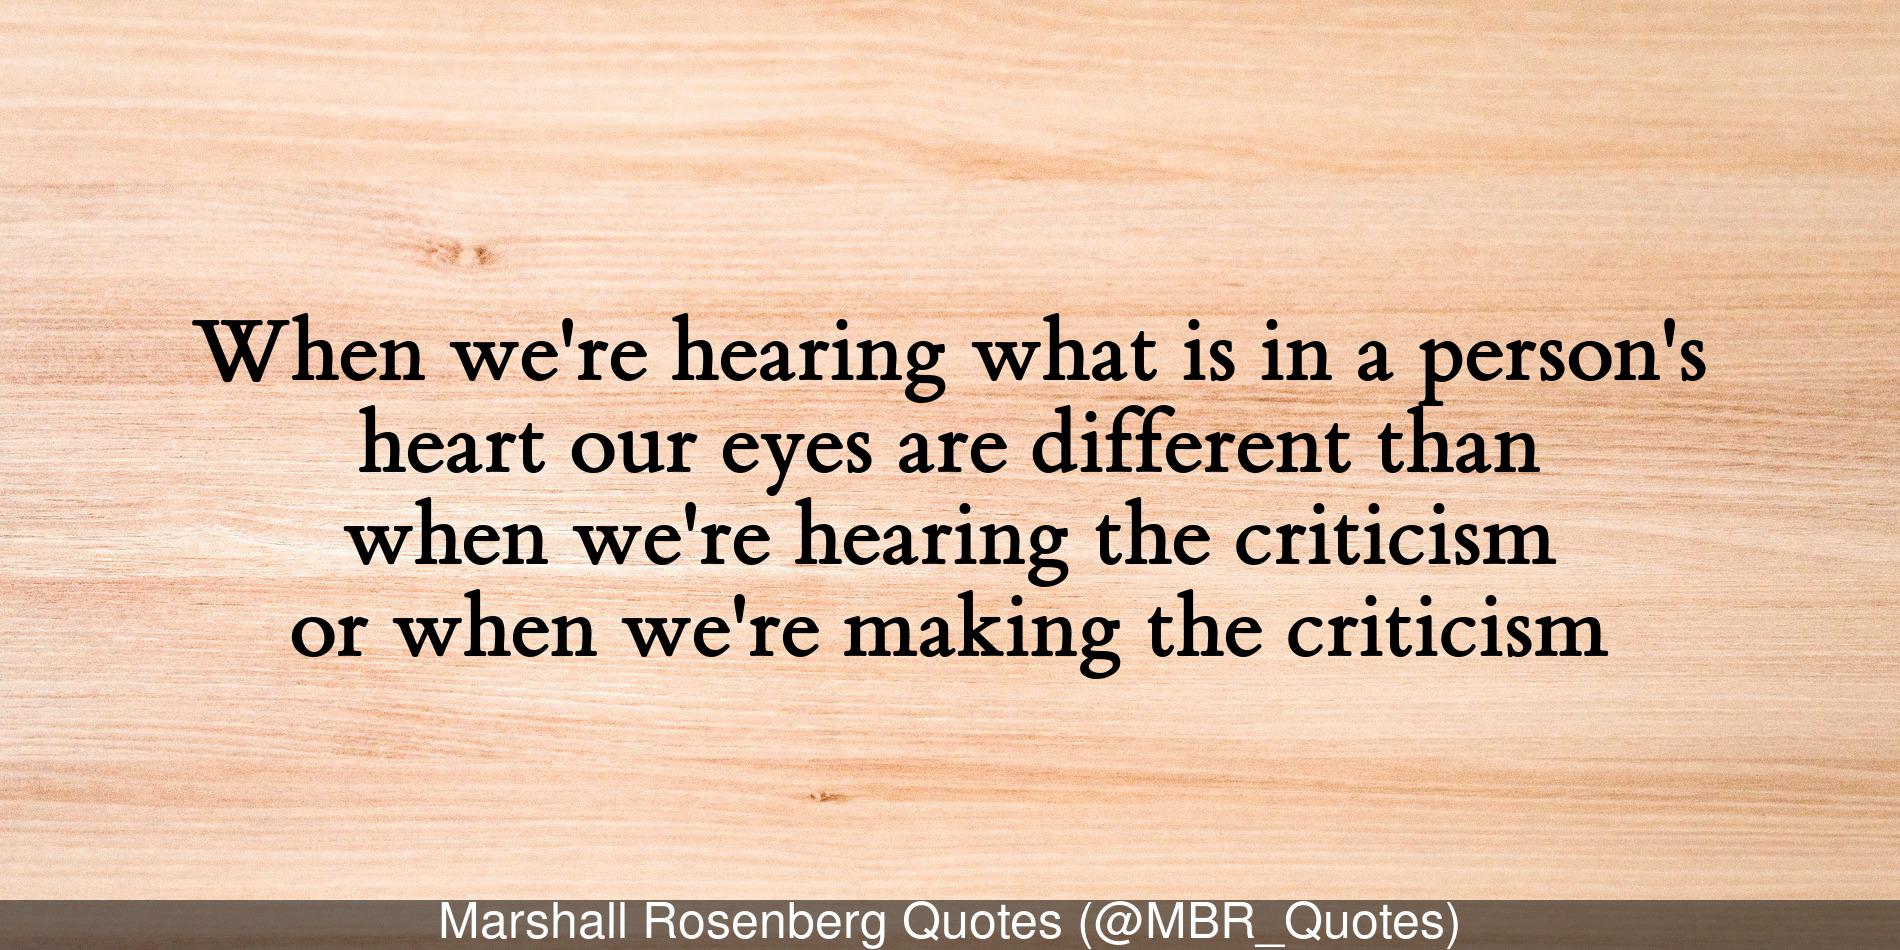 When we're hearing what is in a person's
heart our eyes are different than
when we're hearing the criticism
or when we're making the criticism
Marshall Rosenberg Quotes (@MBR_Quotes)